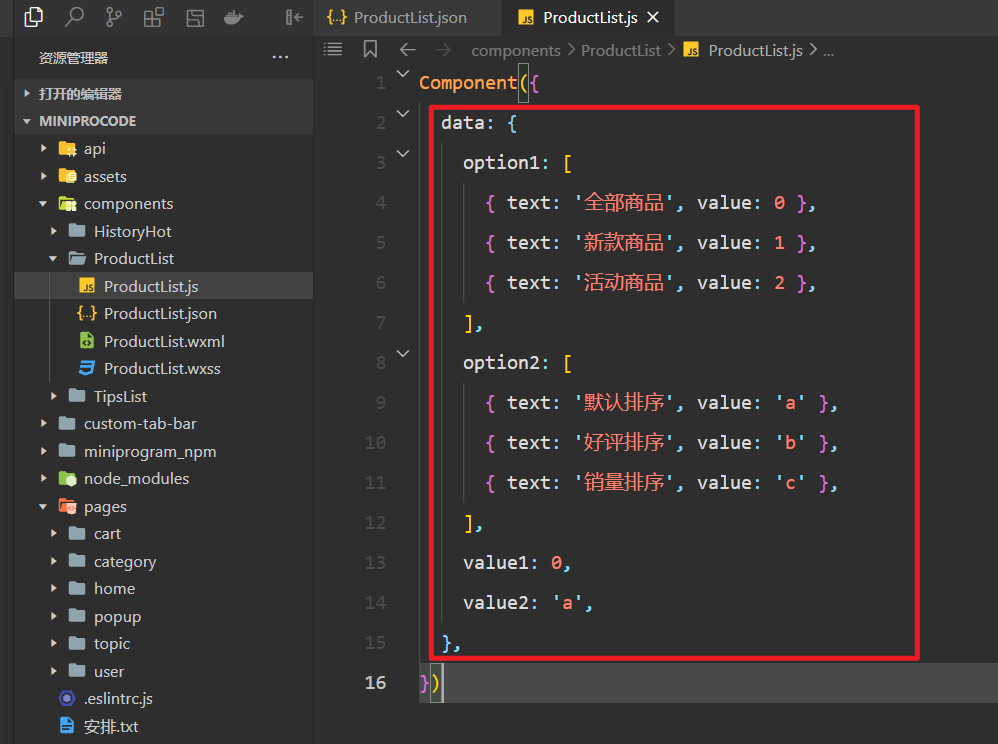 ProductList.json
JS ProductList.js
资源管理器
components > ProductList > JS ProductList.js > ...
打开的编辑器
MINIPROCODE
api
assets
components
HistoryHot
ProductList
JS ProductList.js
{..} ProductList.json
ProductList.wxml
ProductList.wxss
TipsList
custom-tab-bar
miniprogram_npm
node_modules
pages
cart
category
home
popup
topic
user
.eslintrc.js
安排.txt
1 Component({
2 data: {
3 option1: [
4 { text: '全部商品', value: 0 },
5 { text: '新款商品', value: 1 },
6 { text: '活动商品', value: 2 },
7 ],
8 option2: [
9 { text: '默认排序', value: 'a' },
10 { text: '好评排序', value: 'b' },
11 { text: '销量排序', value: 'c' },
12 ],
13 value1: 0,
14 value2: 'a',
15 },
16 })